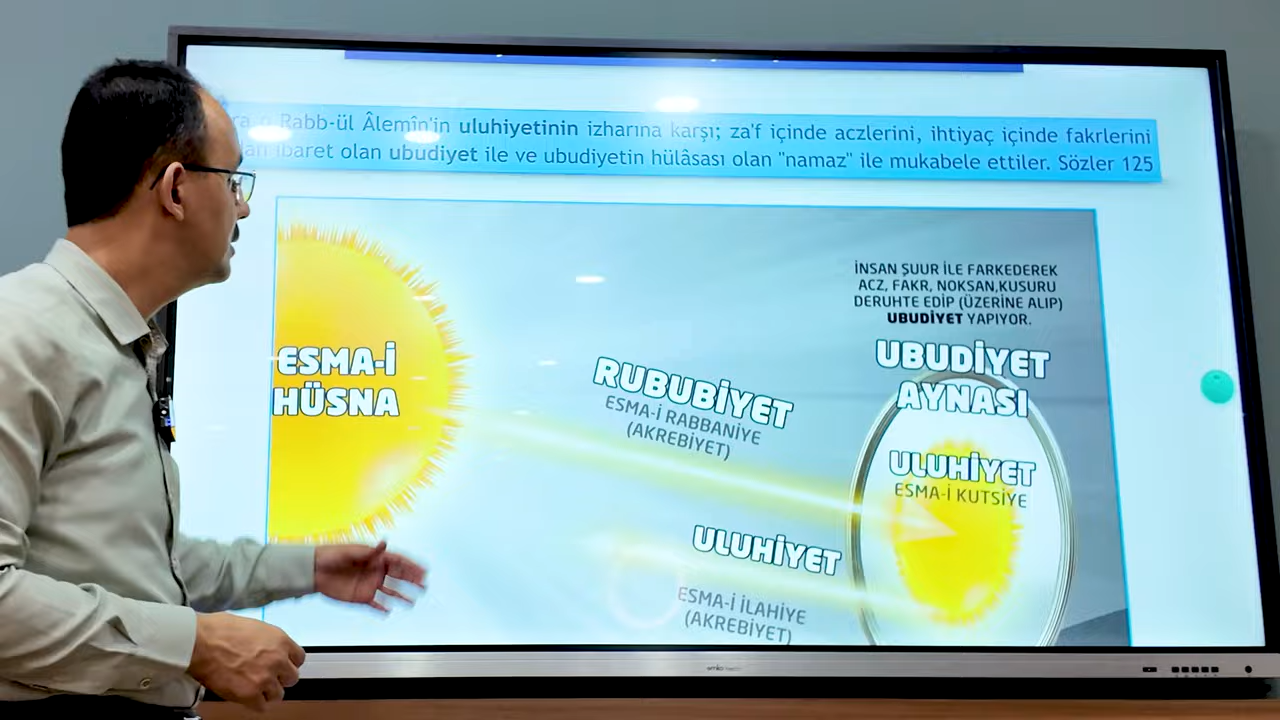 Rabb-ül Âlemîn'in uluhiyetinin izharına karşı; za'f içinde aczlerini, ihtiyaç içinde fakrlerini
ibaret olan ubudiyet ile ve ubudiyetin hülâsası olan "namaz" ile mukabele ettiler. Sözler 125
İNSAN ŞUUR İLE FARKEDEREK
ACZ, FAKR, NOKSAN,KUSURU
DERUHTE EDİP (ÜZERİNE ALIP)
UBUDİYET YAPIYOR.
ESMA-İ
HÜSNA
RUBUBİYET
ESMA-İ RABBANİYE
(AKREBİYET)
UBUDİYET
AYNASI
ULUHİYET
ESMA-İ KUTSİYE
ULUHİYET
ESMA-İ İLAHİYE
(AKREBİYET)